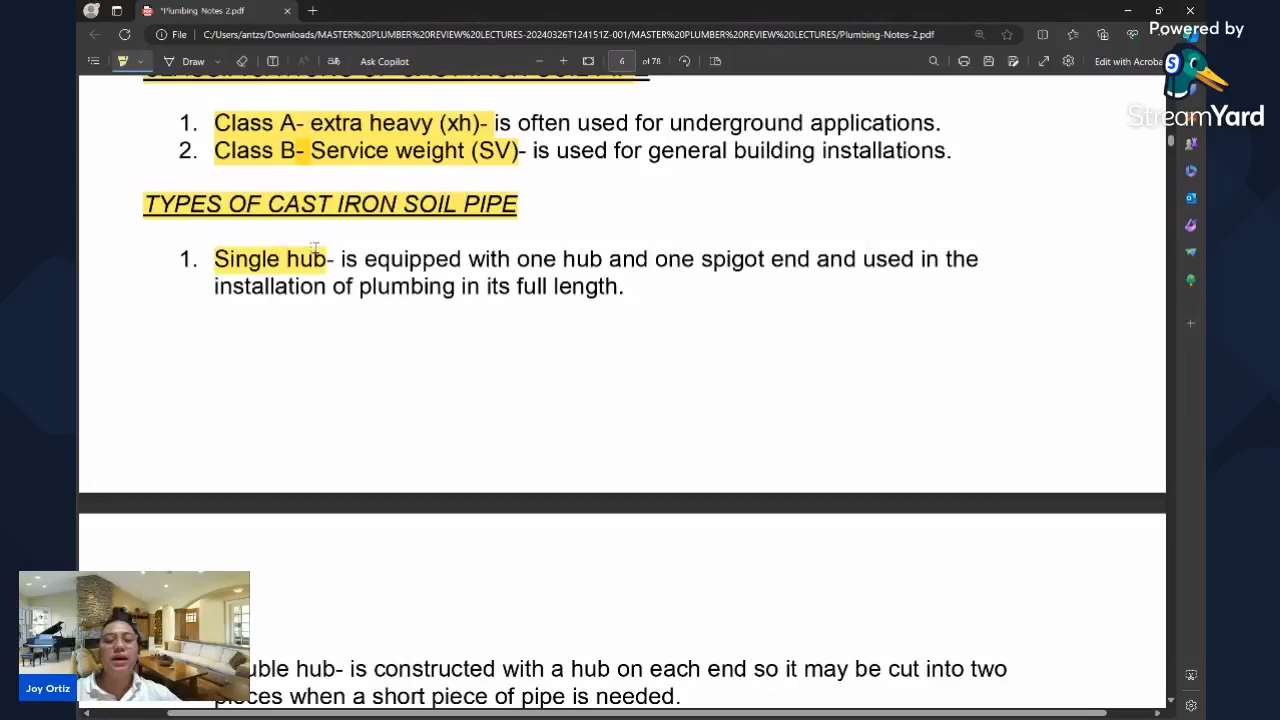 *Plumbing Notes 2.pdf
Powered by
StreamYard
File
C:/Users/antzs/Downloads/MASTER%20PLUMBER%20REVIEW%20LECTURES-20240326T124151Z-001/MASTER%20PLUMBER%20REVIEW%20LECTURES/Plumbing-Notes-2.pdf
Draw
Ask Copilot
6 of 78
Edit with Acroba
1. Class A- extra heavy (xh)- is often used for underground applications.
2. Class B- Service weight (SV)- is used for general building installations.
TYPES OF CAST IRON SOIL PIPE
1. Single hub- is equipped with one hub and one spigot end and used in the
installation of plumbing in its full length.
uble hub- is constructed with a hub on each end so it may be cut into two
pieces when a short piece of pipe is needed.
Joy Ortiz